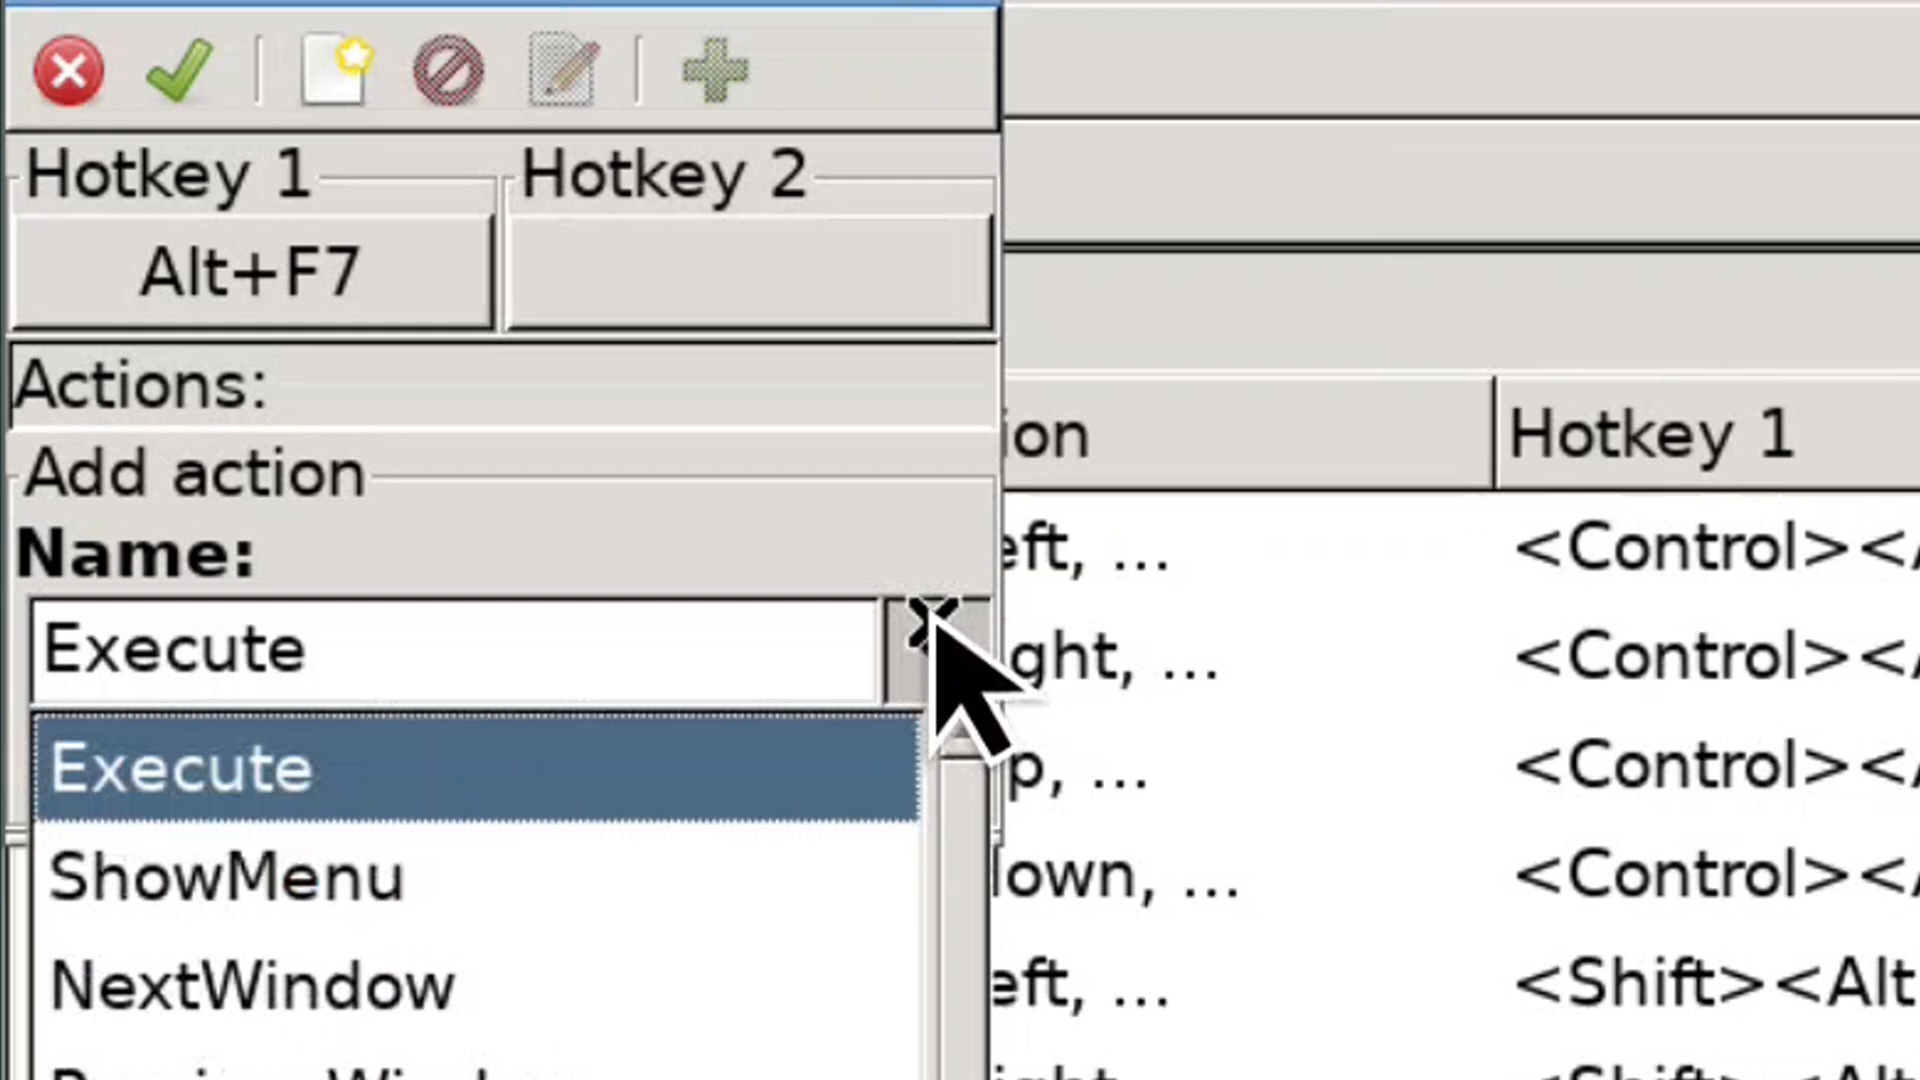 Hotkey 1 Hotkey 2
Alt+F7
Actions:
Add action
Name:
Execute
Execute
ShowMenu
NextWindow
ion Hotkey 1
eft, ... <Control><A
ght, ... <Control><A
p, ... <Control><A
lown, ... <Control><A
eft, ... <Shift><Alt